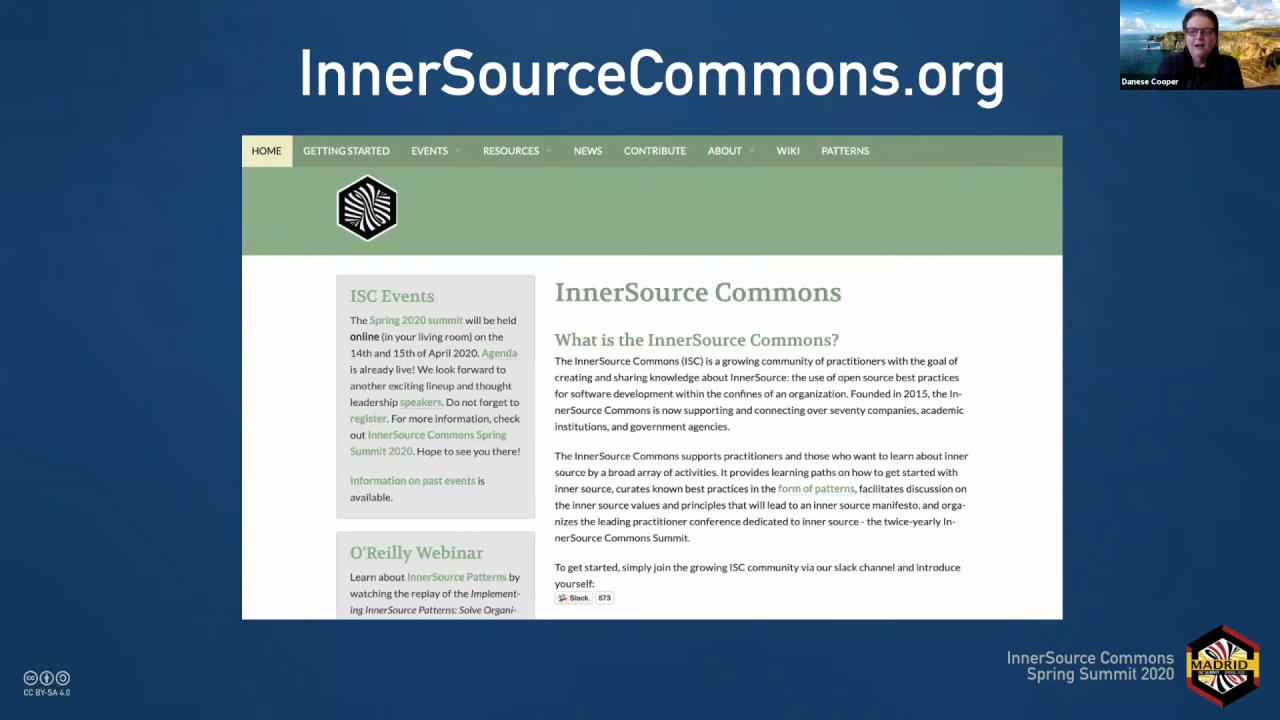 InnerSourceCommons.org
Danese Cooper
HOME GETTING STARTED EVENTS RESOURCES NEWS CONTRIBUTE ABOUT WIKI PATTERNS
ISC Events
The Spring 2020 summit will be held
online (in your living room) on the
14th and 15th of April 2020. Agenda
is already live! We look forward to
another exciting lineup and thought
leadership speakers. Do not forget to
register. For more information, check
out InnerSource Commons Spring
Summit 2020. Hope to see you there!
Information on past events is
available.
O'Reilly Webinar
Learn about InnerSource Patterns by
watching the replay of the Implement-
ing InnerSource Patterns: Solve Organi-
InnerSource Commons
What is the InnerSource Commons?
The InnerSource Commons (ISC) is a growing community of practitioners with the goal of
creating and sharing knowledge about InnerSource: the use of open source best practices
for software development within the confines of an organization. Founded in 2015, the In-
nerSource Commons is now supporting and connecting over seventy companies, academic
institutions, and government agencies.
The InnerSource Commons supports practitioners and those who want to learn about inner
source by a broad array of activities. It provides learning paths on how to get started with
inner source, curates known best practices in the form of patterns, facilitates discussion on
the inner source values and principles that will lead to an inner source manifesto, and orga-
nizes the leading practitioner conference dedicated to inner source - the twice-yearly In-
nerSource Commons Summit.
To get started, simply join the growing ISC community via our slack channel and introduce
yourself:
Slack 573
CC BY-SA 4.0
InnerSource Commons
Spring Summit 2020
MADRID
ISC SUMMIT SPRING 2020